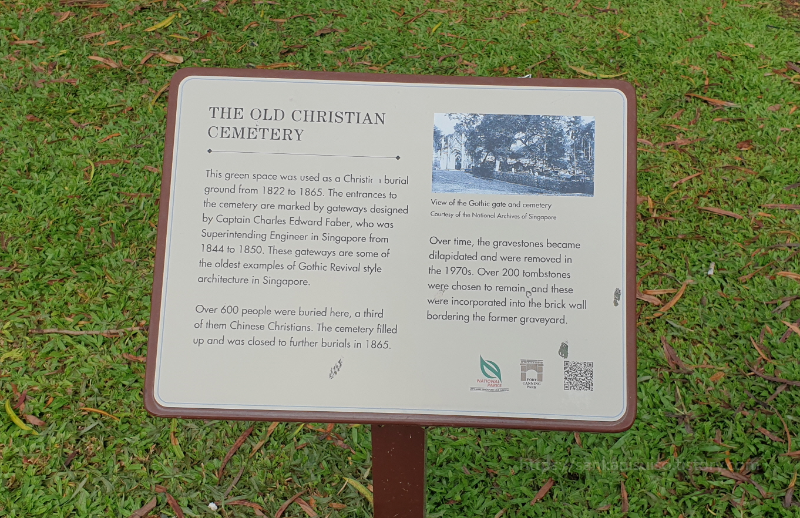 THE OLD CHRISTIAN
CEMETERY
This green space was used as a Christian burial
ground from 1822 to 1865. The entrances to
the cemetery are marked by gateways designed
by Captain Charles Edward Faber, who was
Superintending Engineer in Singapore from
1844 to 1850. These gateways are some of
the oldest examples of Gothic Revival style
architecture in Singapore.
Over 600 people were buried here, a third
of them Chinese Christians. The cemetery filled
up and was closed to further burials in 1865.
View of the Gothic gate and cemetery
Courtesy of the National Archives of Singapore
Over time, the gravestones became
dilapidated and were removed in
the 1970s. Over 200 tombstones
were chosen to remain, and these
were incorporated into the brick wall
bordering the former graveyard.
NATIONAL
PARKS
FORT
CANNING
PARK